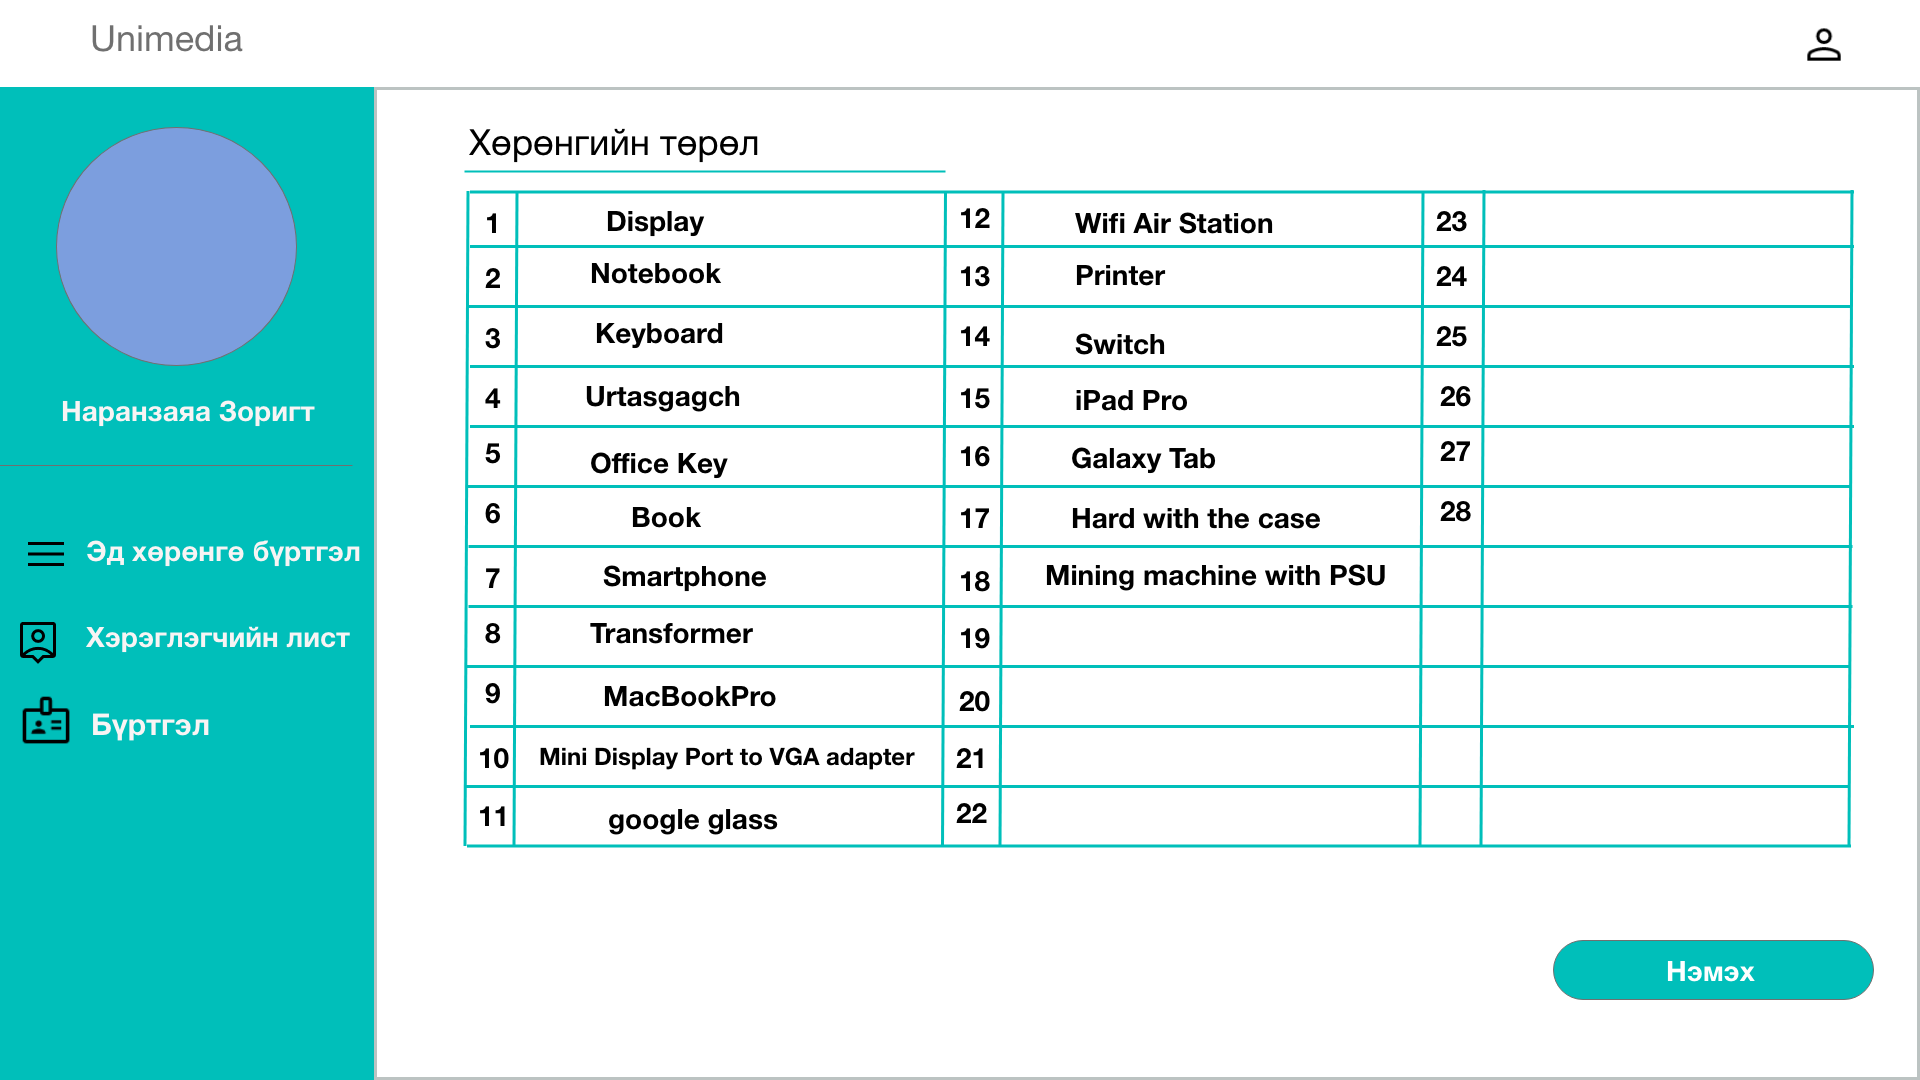 Unimedia
Наранзаяа Зоригт
Эд хөрөнгө бүртгэл
Хэрэглэгчийн лист
Бүртгэл
Хөрөнгийн төрөл
1 Display 12 Wifi Air Station 23
2 Notebook 13 Printer 24
3 Keyboard 14 Switch 25
4 Urtasgagch 15 iPad Pro 26
5 Office Key 16 Galaxy Tab 27
6 Book 17 Hard with the case 28
7 Smartphone 18 Mining machine with PSU
8 Transformer 19
9 MacBookPro 20
10 Mini Display Port to VGA adapter 21
11 google glass 22
Нэмэх